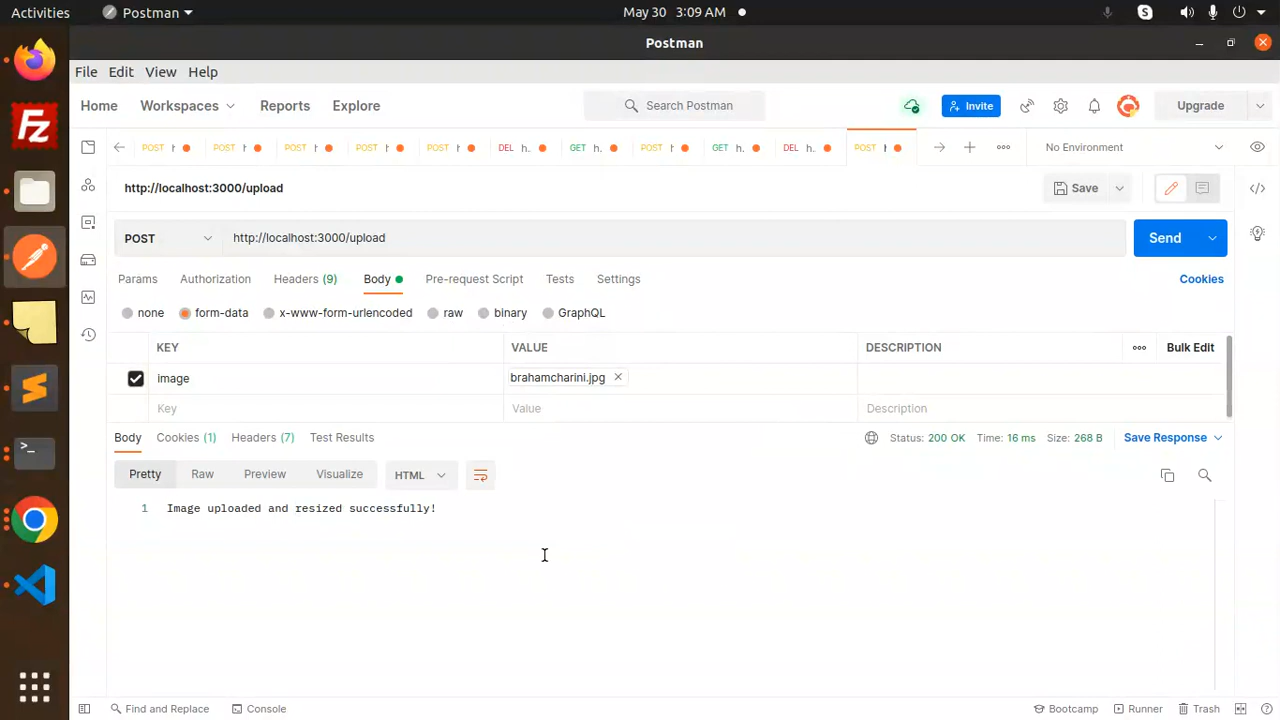 Activities Postman May 30 3:09 AM
Postman
File Edit View Help
Home Workspaces Reports Explore Search Postman Invite Upgrade
POST POST POST POST POST h. DEL h. GET h. POST GET h. DEL h. POST No Environment
http://localhost:3000/upload Save
POST http://localhost:3000/upload Send
Params Authorization Headers (9) Body Pre-request Script Tests Settings Cookies
none form-data x-www-form-urlencoded raw binary GraphQL
KEY VALUE DESCRIPTION Bulk Edit
image brahamcharini.jpg
Key Value Description
Body Cookies (1) Headers (7) Test Results Status: 200 OK Time: 16 ms Size: 268 B Save Response
Pretty Raw Preview Visualize HTML
1 Image uploaded and resized successfully!
Find and Replace Console Bootcamp Runner Trash